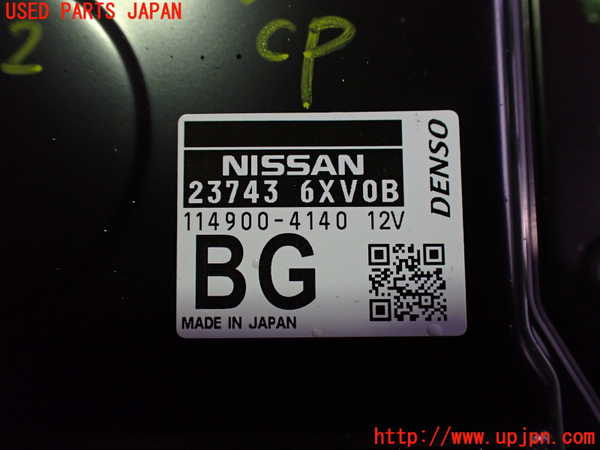 USED PARTS JAPAN
2
CP
NISSAN
23743 6XV0B
DENSO
114900-4140 12V
BG
MADE IN JAPAN
http://www.upjpn.com/